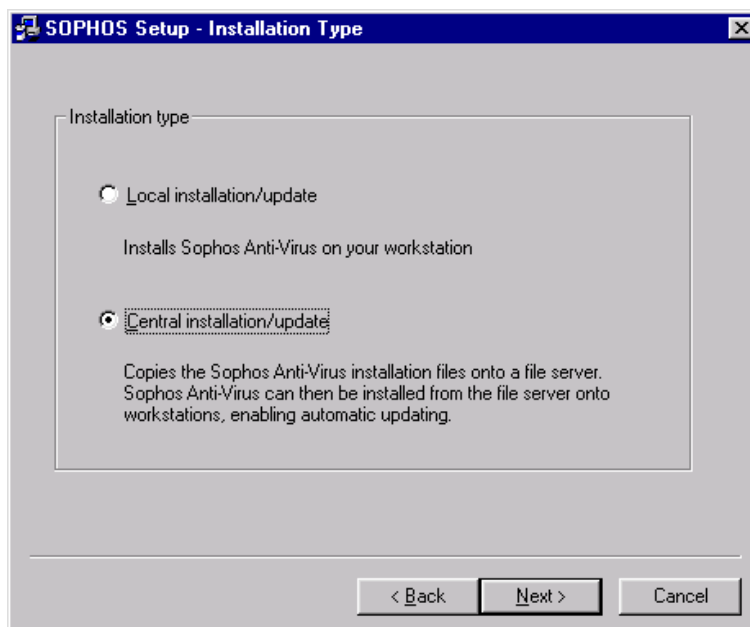 SOPHOS Setup - Installation Type
Installation type
Local installation/update
Installs Sophos Anti-Virus on your workstation
Central installation/update
Copies the Sophos Anti-Virus installation files onto a file server.
Sophos Anti-Virus can then be installed from the file server onto
workstations, enabling automatic updating.
< Back Next > Cancel